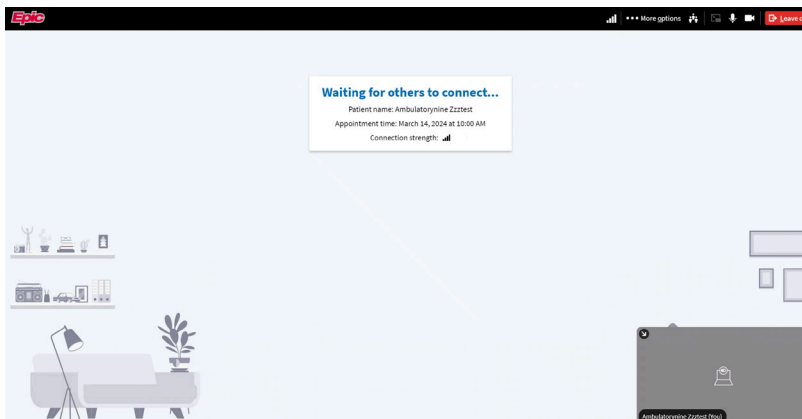 Epic
More options
Leave c
Waiting for others to connect...
Patient name: Ambulatorynine Zzztest
Appointment time: March 14, 2024 at 10:00 AM
Connection strength:
Ambulatorynine Zzztest (You)